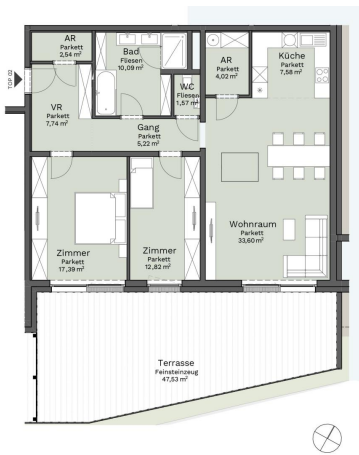 AR
Parkett
2,54 m²
Bad
Fliesen
10,09 m²
WC
Fliesen
1,57 m²
AR
Parkett
4,02 m²
Küche
Parkett
7,58 m²
TOP 02
VR
Parkett
7,74 m²
Gang
Parkett
5,22 m²
Zimmer
Parkett
17,39 m²
Zimmer
Parkett
12,82 m²
Wohnraum
Parkett
33,60 m²
Terrasse
Feinsteinzeug
47,53 m²